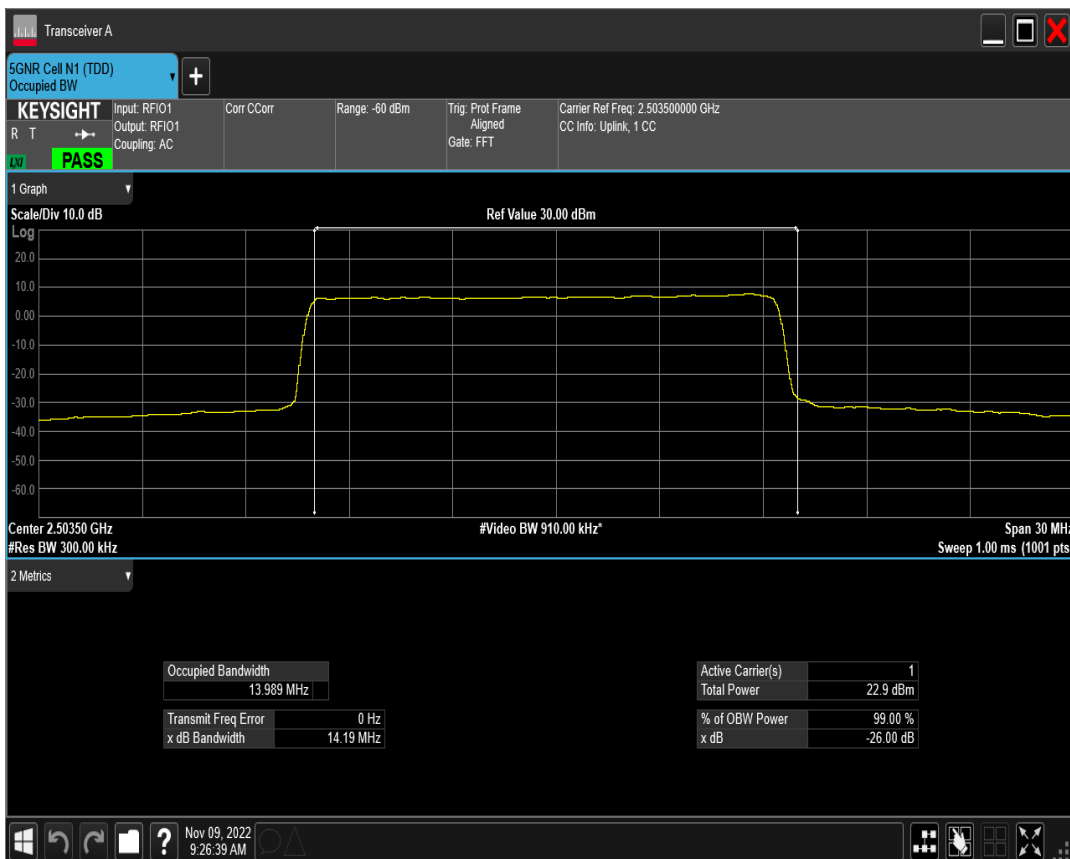 Transceiver A
5GNR Cell N1 (TDD)
Occupied BW
+
KEYSIGHT
R T
LXI
PASS
Input: RFIO1
Output: RFIO1
Coupling: AC
Corr CCorr
Range: -60 dBm
Trig: Prot Frame
Aligned
Gate: FFT
Carrier Ref Freq: 2.503500000 GHz
CC Info: Uplink, 1 CC
1 Graph
Scale/Div 10.0 dB
Ref Value 30.00 dBm
Log
20.0
10.0
0.00
-10.0
-20.0
-30.0
-40.0
-50.0
-60.0
Center 2.50350 GHz
#Video BW 910.00 kHz*
Span 30 MHz
#Res BW 300.00 kHz
Sweep 1.00 ms (1001 pts
2 Metrics
Occupied Bandwidth
13.989 MHz
Transmit Freq Error 0 Hz
x dB Bandwidth 14.19 MHz
Active Carrier(s) 1
Total Power 22.9 dBm
% of OBW Power 99.00 %
x dB -26.00 dB
?
Nov 09, 2022
9:26:39 AM